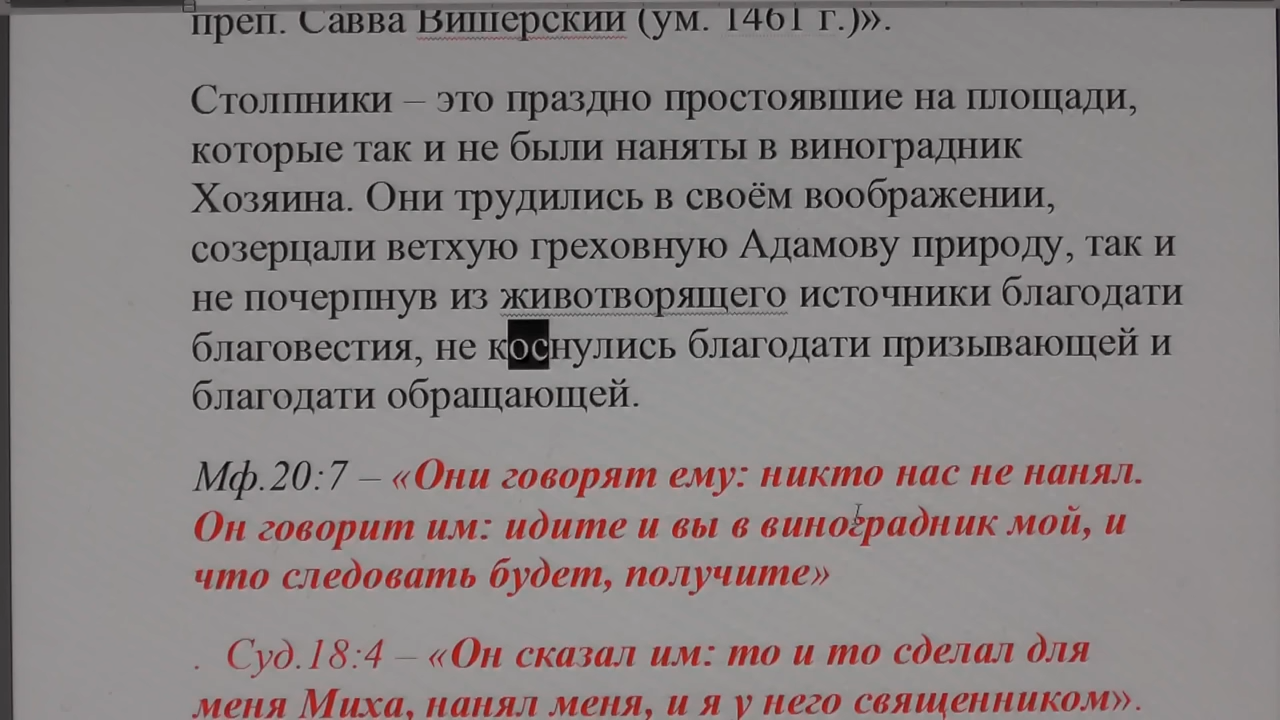 преп. Савва Вишерский (ум. 1461 г.)».
Столпники – это праздно простоявшие на площади,
которые так и не были наняты в виноградник
Хозяина. Они трудились в своём воображении,
созерцали ветхую греховную Адамову природу, так и
не почерпнув из животворящего источники благодати
благовестия, не коснулись благодати призывающей и
благодати обращающей.
Мф.20:7 – «Они говорят ему: никто нас не нанял.
Он говорит им: идите и вы в виноградник мой, и
что следовать будет, получите»
. Суд.18:4 – «Он сказал им: то и то сделал для
меня Миха, нанял меня, и я у него священником».